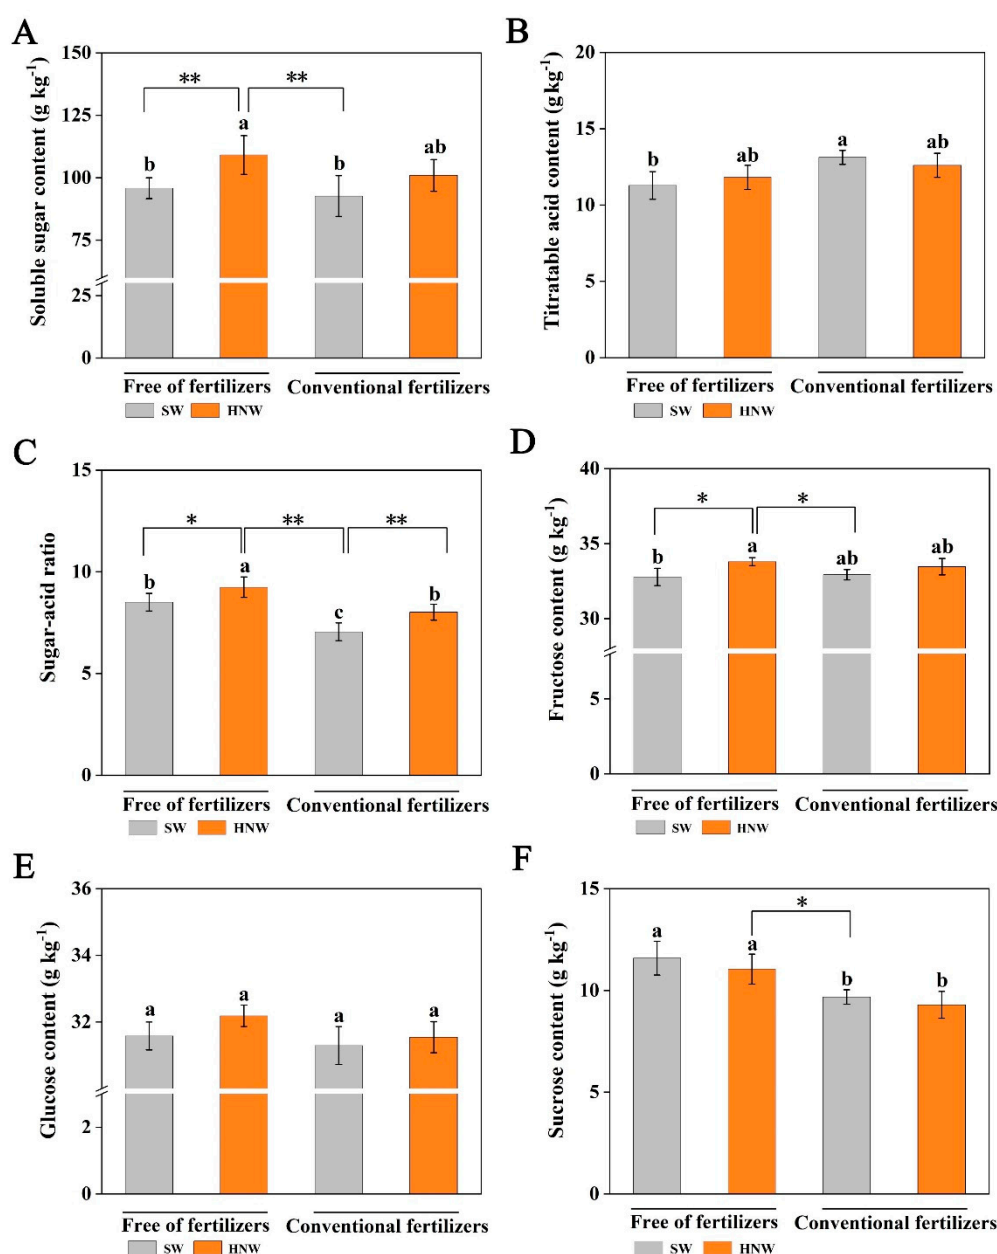 A
Soluble sugar content (g kg⁻¹)
150
125
100
75
25
0
**
**
b
a
b
ab
Free of fertilizers
Conventional fertilizers
SW
HNW
B
Titratable acid content (g kg⁻¹)
20
15
10
5
0
b
ab
a
ab
Free of fertilizers
Conventional fertilizers
SW
HNW
C
Sugar-acid ratio
15
10
5
0
*
**
**
b
a
c
b
Free of fertilizers
Conventional fertilizers
SW
HNW
D
Fructose content (g kg⁻¹)
40
35
30
5
0
*
*
b
a
ab
ab
Free of fertilizers
Conventional fertilizers
SW
HNW
E
Glucose content (g kg⁻¹)
36
34
32
2
0
a
a
a
a
Free of fertilizers
Conventional fertilizers
SW
HNW
F
Sucrose content (g kg⁻¹)
15
10
5
0
*
a
a
b
b
Free of fertilizers
Conventional fertilizers
SW
HNW